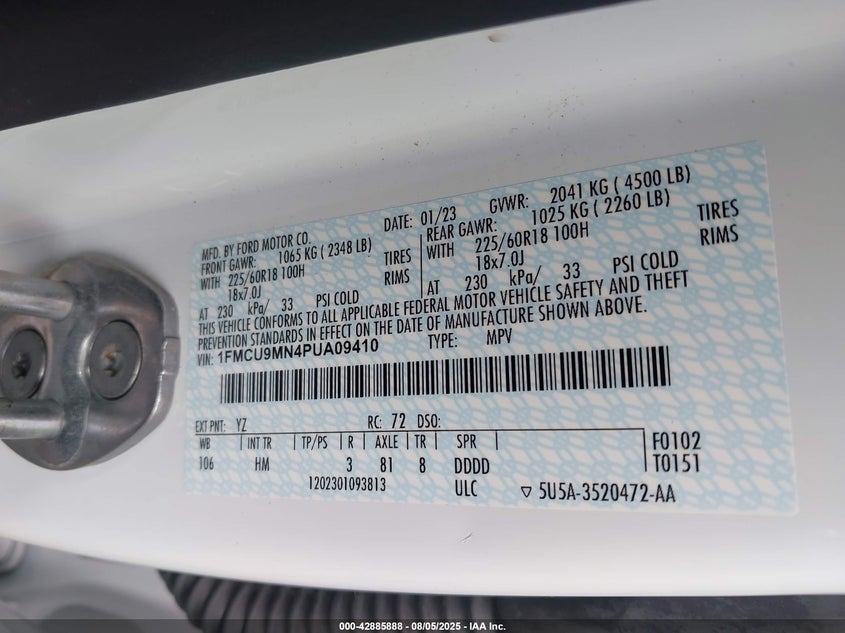 MFD. BY FORD MOTOR CO.
DATE: 01/23 GVWR: 2041 KG ( 4500 LB)
FRONT GAWR: 1065 KG ( 2348 LB)
WITH 225/60R18 100H TIRES
18x7.0J RIMS
AT 230 kPa/ 33 PSI COLD
REAR GAWR: 1025 KG ( 2260 LB)
WITH 225/60R18 100H TIRES
18x7.0J RIMS
AT 230 kPa/ 33 PSI COLD
THIS VEHICLE CONFORMS TO ALL APPLICABLE FEDERAL MOTOR VEHICLE SAFETY AND THEFT
PREVENTION STANDARDS IN EFFECT ON THE DATE OF MANUFACTURE SHOWN ABOVE.
VIN: 1FMCU9MN4PUA09410 TYPE: MPV
EXT PNT: YZ RC: 72 DSO:
WB INT TR TP/PS R AXLE TR SPR
106 HM 3 81 8 DDDD
F0102
T0151
1202301093813 ULC ▽ 5U5A-3520472-AA
000-42885888 - 08/05/2025 - IAA Inc.